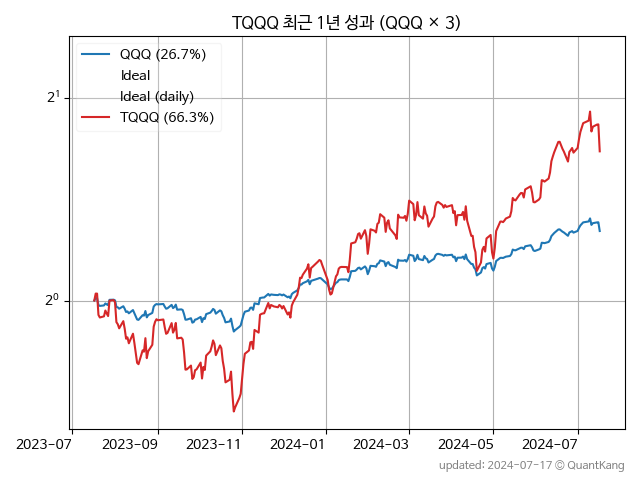 TQQQ 최근 1년 성과 (QQQ × 3)
QQQ (26.7%)
Ideal
Ideal (daily)
TQQQ (66.3%)
2¹
2⁰
2023-07 2023-09 2023-11 2024-01 2024-03 2024-05 2024-07
updated: 2024-07-17 © QuantKang